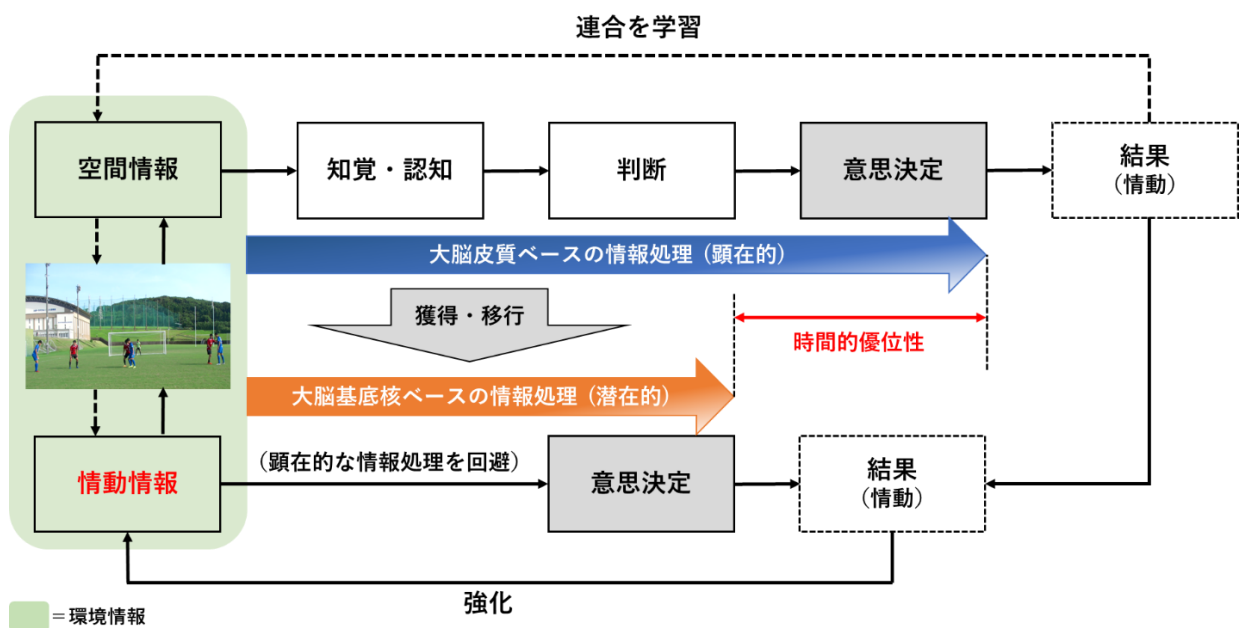 連合を学習
空間情報
知覚・認知
判断
意思決定
結果
（情動）
大脳皮質ベースの情報処理（顕在的）
獲得・移行
時間的優位性
大脳基底核ベースの情報処理（潜在的）
情動情報
（顕在的な情報処理を回避）
意思決定
結果
（情動）
強化
＝環境情報